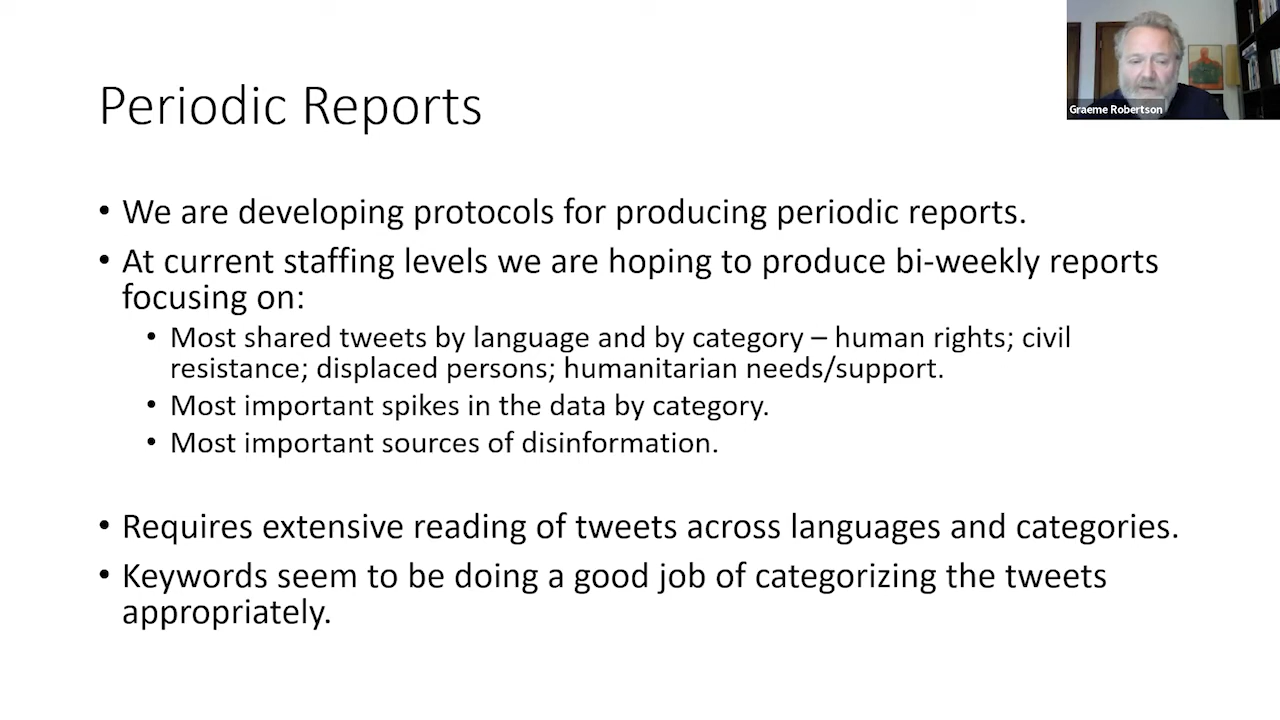 Graeme Robertson
Periodic Reports
• We are developing protocols for producing periodic reports.
• At current staffing levels we are hoping to produce bi-weekly reports
focusing on:
• Most shared tweets by language and by category – human rights; civil
resistance; displaced persons; humanitarian needs/support.
• Most important spikes in the data by category.
• Most important sources of disinformation.
• Requires extensive reading of tweets across languages and categories.
• Keywords seem to be doing a good job of categorizing the tweets
appropriately.